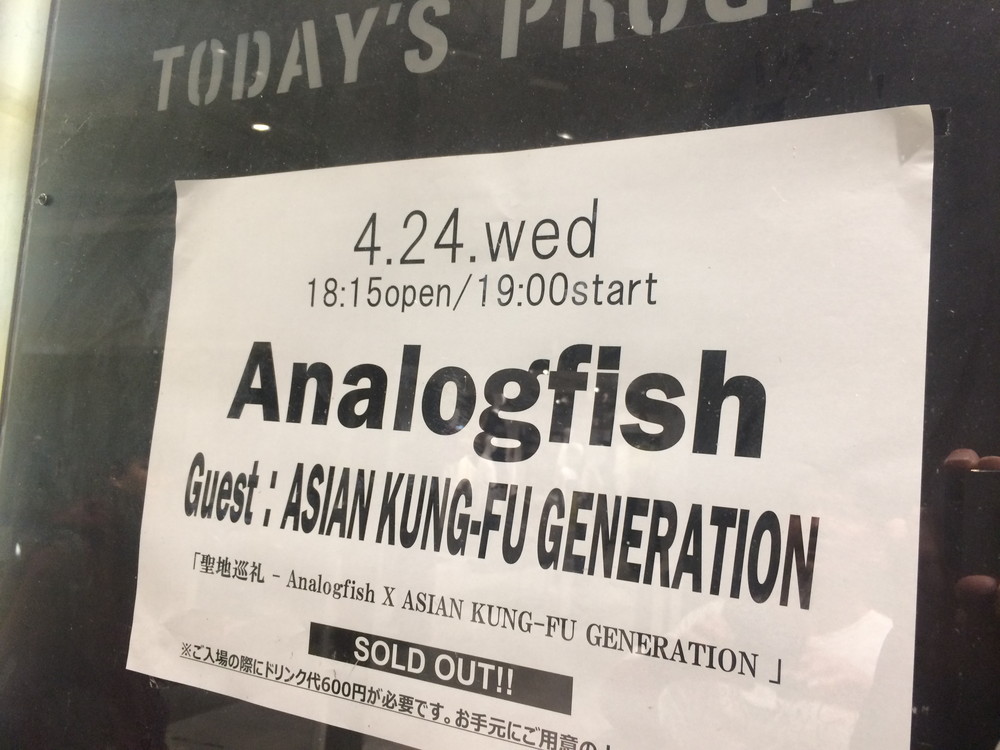 TODAY'S
4.24.wed
18:15open/19:00start
Analogfish
Guest : ASIAN KUNG-FU GENERATION
「聖地巡礼 - Analogfish X ASIAN KUNG-FU GENERATION 」
SOLD OUT!!
※ご入場の際にドリンク代600円が必要です。お手元にご用意の